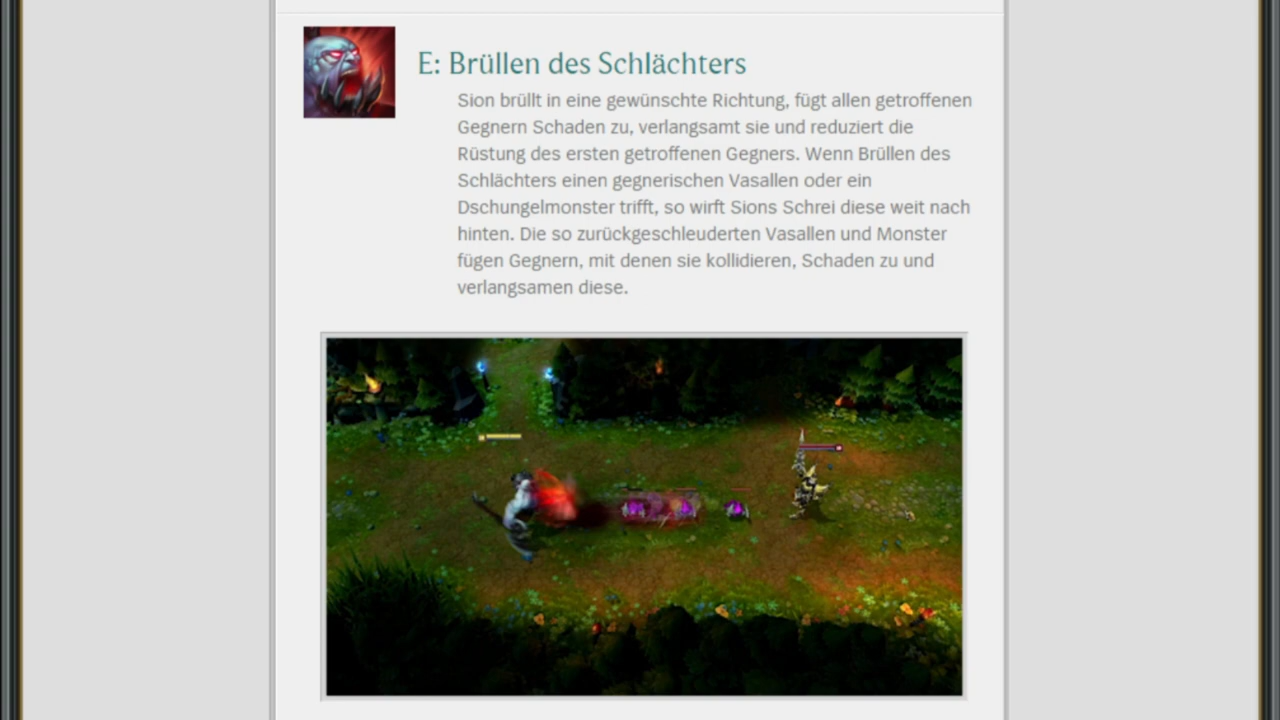 E: Brüllen des Schlächters
Sion brüllt in eine gewünschte Richtung, fügt allen getroffenen
Gegnern Schaden zu, verlangsamt sie und reduziert die
Rüstung des ersten getroffenen Gegners. Wenn Brüllen des
Schlächters einen gegnerischen Vasallen oder ein
Dschungelmonster trifft, so wirft Sions Schrei diese weit nach
hinten. Die so zurückgeschleuderten Vasallen und Monster
fügen Gegnern, mit denen sie kollidieren, Schaden zu und
verlangsamen diese.